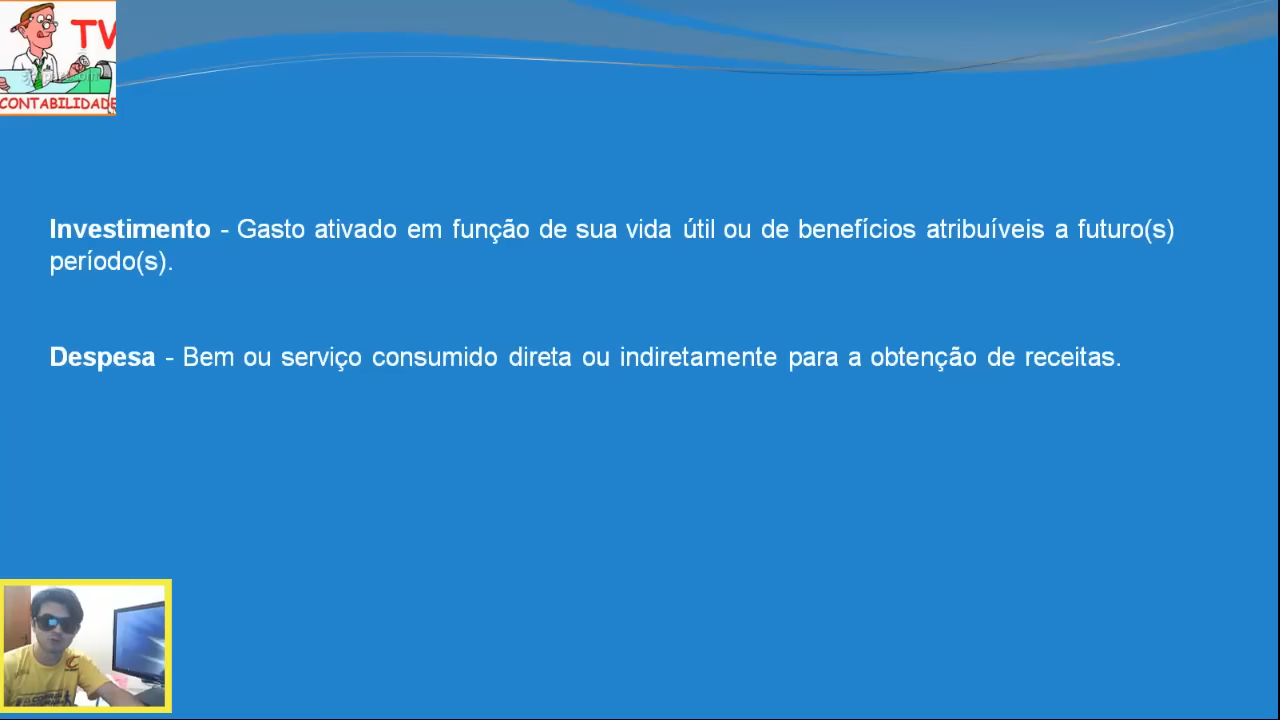 TV
CONTABILIDADE
Investimento - Gasto ativado em função de sua vida útil ou de benefícios atribuíveis a futuro(s)
período(s).
Despesa - Bem ou serviço consumido direta ou indiretamente para a obtenção de receitas.